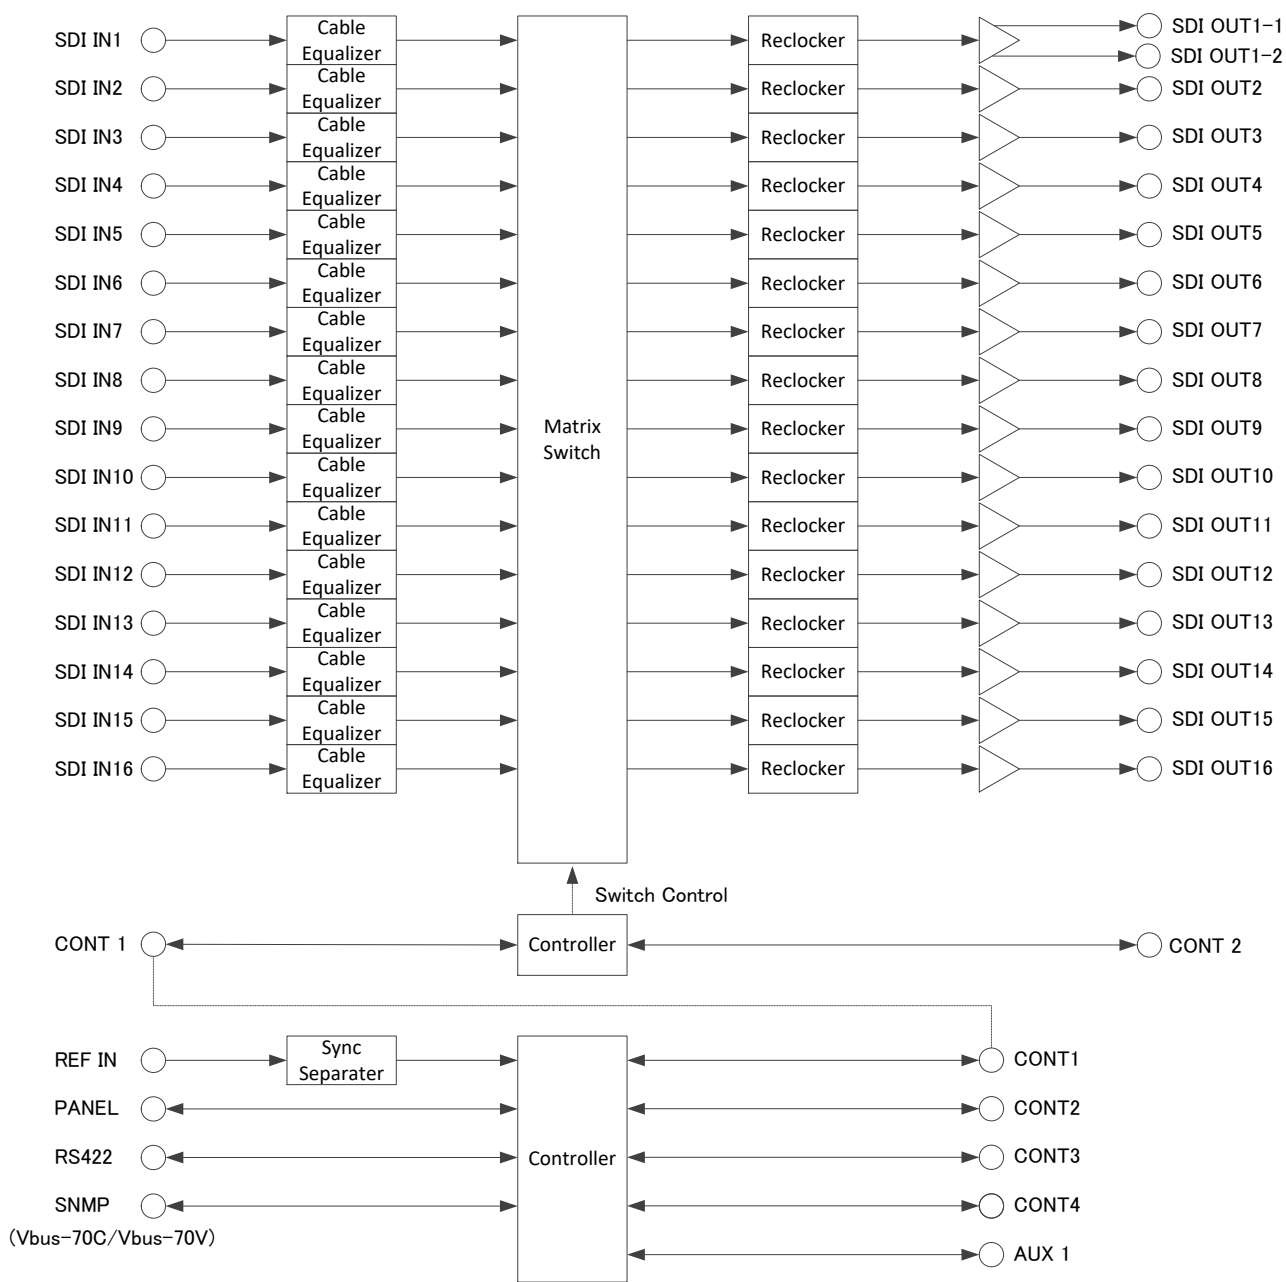 SDI IN1 Cable Equalizer Reclocker SDI OUT1-1
SDI OUT1-2
SDI IN2 Cable Equalizer Reclocker SDI OUT2
SDI IN3 Cable Equalizer Reclocker SDI OUT3
SDI IN4 Cable Equalizer Reclocker SDI OUT4
SDI IN5 Cable Equalizer Reclocker SDI OUT5
SDI IN6 Cable Equalizer Reclocker SDI OUT6
SDI IN7 Cable Equalizer Reclocker SDI OUT7
SDI IN8 Cable Equalizer Reclocker SDI OUT8
SDI IN9 Cable Equalizer Matrix Switch Reclocker SDI OUT9
SDI IN10 Cable Equalizer Reclocker SDI OUT10
SDI IN11 Cable Equalizer Reclocker SDI OUT11
SDI IN12 Cable Equalizer Reclocker SDI OUT12
SDI IN13 Cable Equalizer Reclocker SDI OUT13
SDI IN14 Cable Equalizer Reclocker SDI OUT14
SDI IN15 Cable Equalizer Reclocker SDI OUT15
SDI IN16 Cable Equalizer Reclocker SDI OUT16
Switch Control
CONT 1 Controller CONT 2
REF IN Sync Separater CONT1
PANEL CONT2
RS422 Controller CONT3
SNMP CONT4
(Vbus-70C/Vbus-70V)
AUX 1